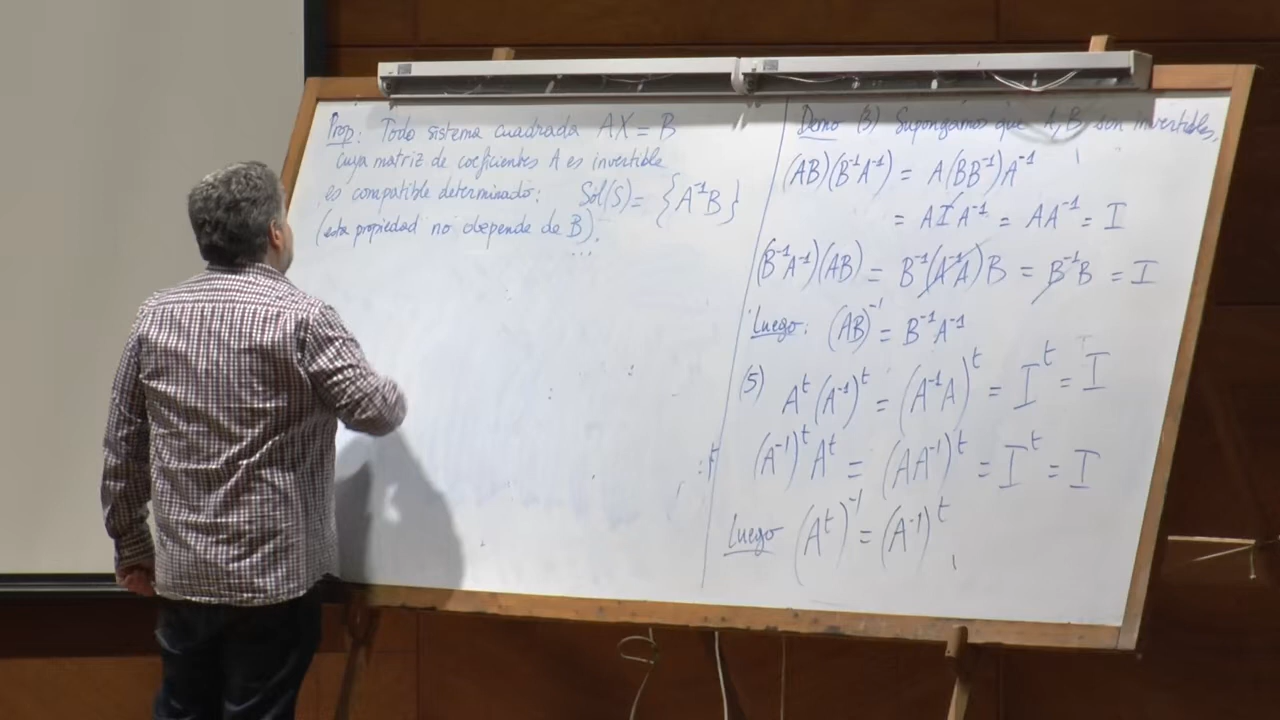 Prop: Todo sistema cuadrada AX = B
cuya matriz de coeficientes A es invertible
es compatible determinado: Sol(S) = {A⁻¹B}
(esta propiedad no depende de B).
Demo (3) Supongamos que A, B son invertibles,
(AB)(B⁻¹A⁻¹) = A(BB⁻¹)A⁻¹
= AIA⁻¹ = AA⁻¹ = I
(B⁻¹A⁻¹)(AB) = B⁻¹(A⁻¹A)B = B⁻¹B = I
Luego: (AB)⁻¹ = B⁻¹A⁻¹
(5) Aᵗ(A⁻¹)ᵗ = (A⁻¹A)ᵗ = Iᵗ = I
(A⁻¹)ᵗAᵗ = (AA⁻¹)ᵗ = Iᵗ = I
Luego (Aᵗ)⁻¹ = (A⁻¹)ᵗ